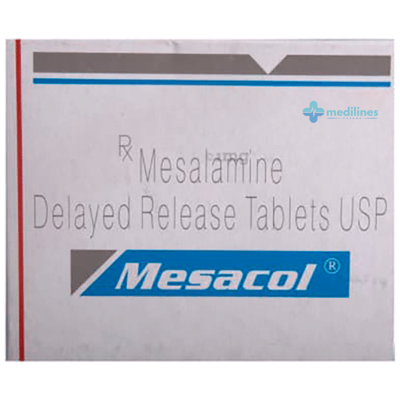 medilines
℞ Mesalamine
Delayed Release Tablets USP
Mesacol ®